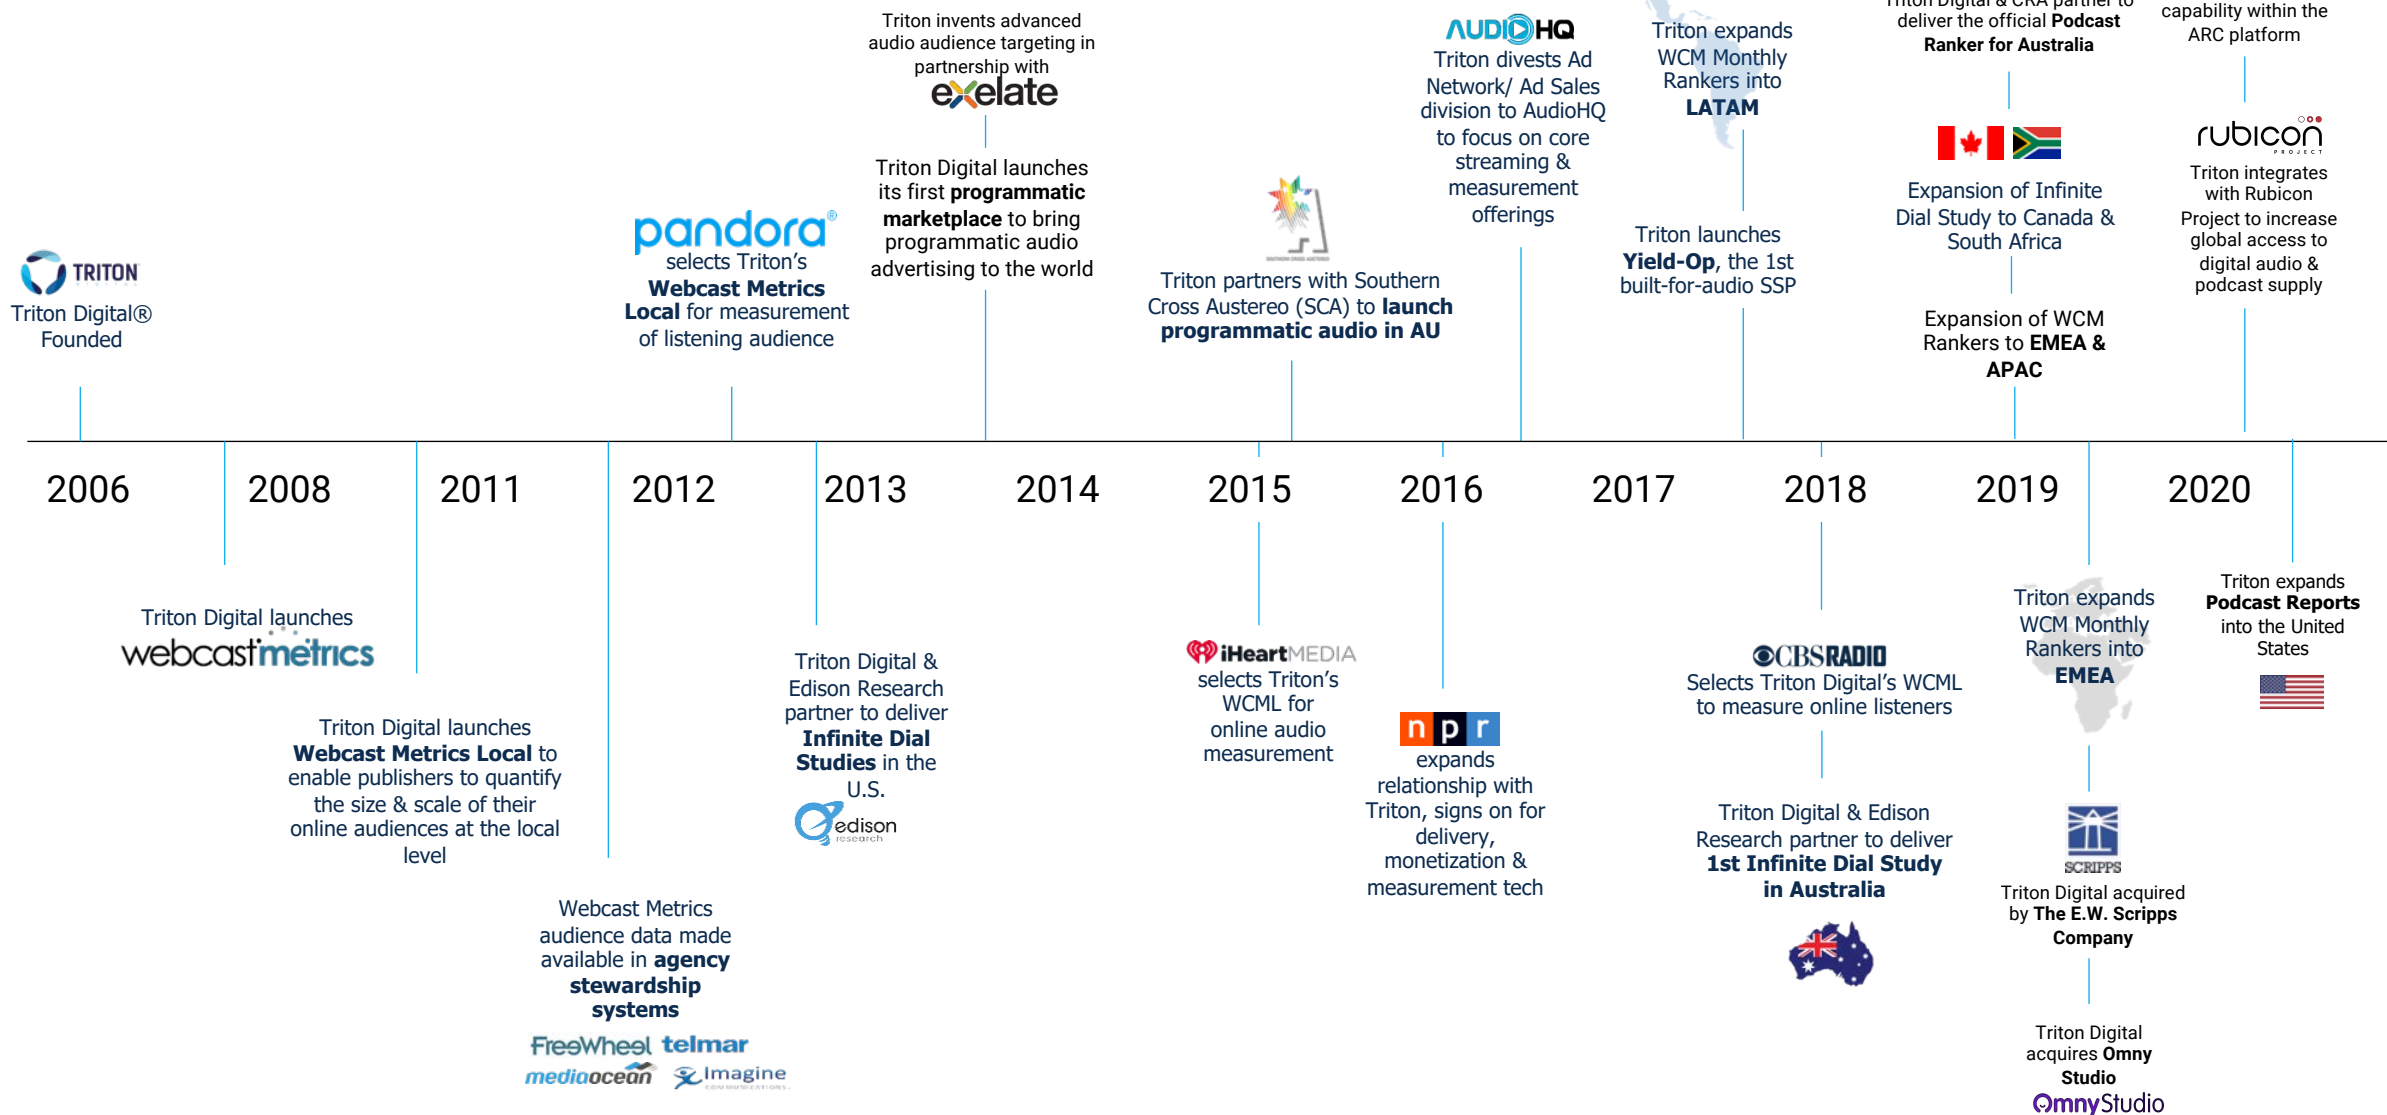 TRITON
DIGITAL
Triton Digital®
Founded
pandora®
selects Triton's
Webcast Metrics
Local for measurement
of listening audience
Triton invents advanced
audio audience targeting in
partnership with
exelate
Triton Digital launches
its first programmatic
marketplace to bring
programmatic audio
advertising to the world
SOUTHERN CROSS AUSTEREO
Triton partners with Southern
Cross Austereo (SCA) to launch
programmatic audio in AU
AUDIOHQ
Triton divests Ad
Network/ Ad Sales
division to AudioHQ
to focus on core
streaming &
measurement
offerings
Triton expands
WCM Monthly
Rankers into
LATAM
Triton launches
Yield-Op, the 1st
built-for-audio SSP
Triton Digital & CRA partner to
deliver the official Podcast
Ranker for Australia
Expansion of Infinite
Dial Study to Canada &
South Africa
Expansion of WCM
Rankers to EMEA &
APAC
capability within the
ARC platform
rubicon
PROJECT
Triton integrates
with Rubicon
Project to increase
global access to
digital audio &
podcast supply
2006 2008 2011 2012 2013 2014 2015 2016 2017 2018 2019 2020
Triton Digital launches
webcastmetrics
Triton Digital launches
Webcast Metrics Local to
enable publishers to quantify
the size & scale of their
online audiences at the local
level
Webcast Metrics
audience data made
available in agency
stewardship
systems
FreeWheel telmar
mediaocean Imagine
COMMUNICATIONS
Triton Digital &
Edison Research
partner to deliver
Infinite Dial
Studies in the
U.S.
edison
research
iHeartMEDIA
selects Triton's
WCML for
online audio
measurement
npr
expands
relationship with
Triton, signs on for
delivery,
monetization &
measurement tech
CBS RADIO
Selects Triton Digital's WCML
to measure online listeners
Triton Digital & Edison
Research partner to deliver
1st Infinite Dial Study
in Australia
Triton expands
WCM Monthly
Rankers into
EMEA
SCRIPPS
Triton Digital acquired
by The E.W. Scripps
Company
Triton Digital
acquires Omny
Studio
OmnyStudio
Triton expands
Podcast Reports
into the United
States